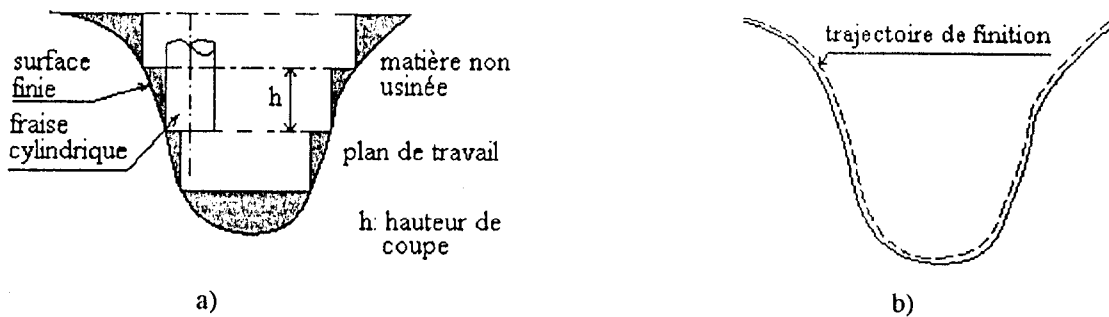 surface
finie
fraise
cylindrique
h
matière non
usinée
plan de travail
h: hauteur de
coupe
a)
trajectoire de finition
b)